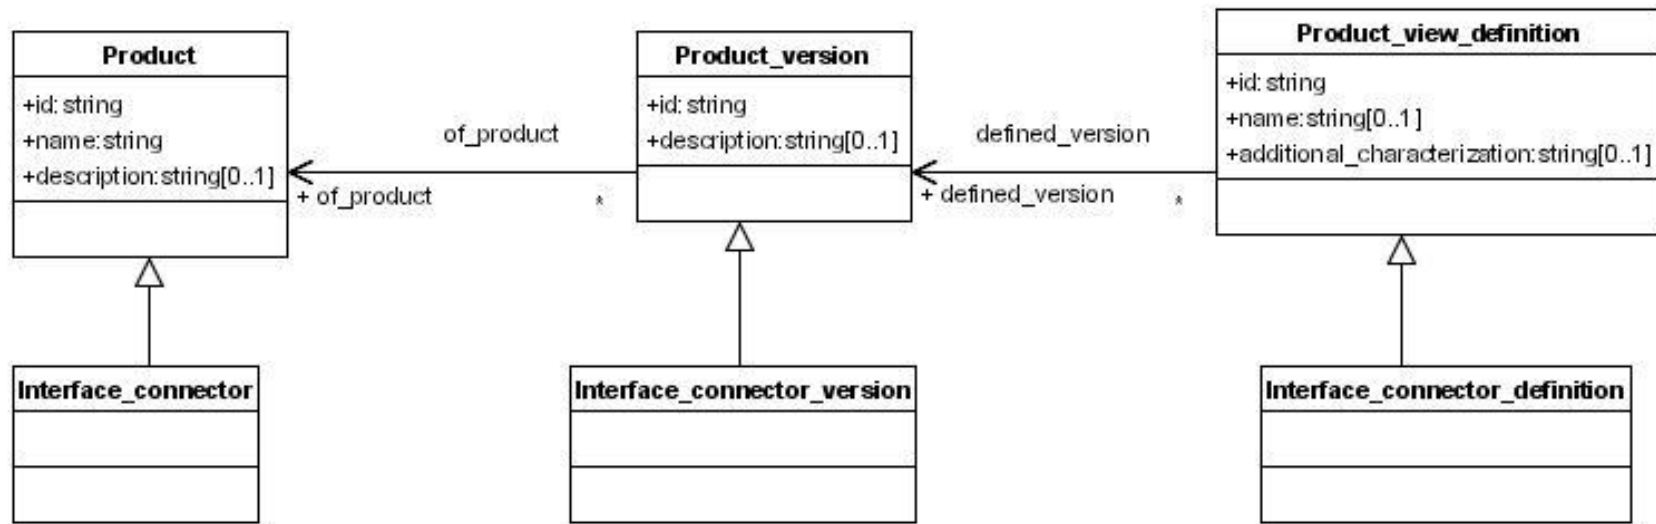 Product
+id: string
+name:string
+description:string[0..1]
of_product
+ of_product
*
Product_version
+id: string
+description:string[0..1]
defined_version
+ defined_version
*
Product_view_definition
+id: string
+name:string[0..1]
+additional_characterization:string[0..1]
Interface_connector
Interface_connector_version
Interface_connector_definition